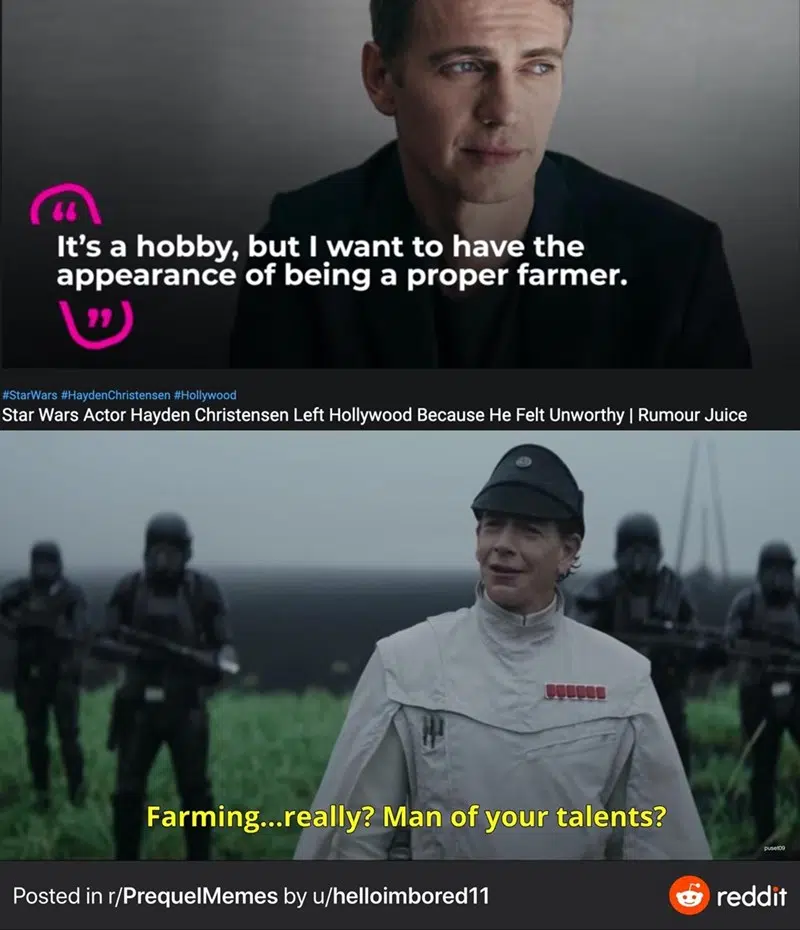 “
It’s a hobby, but I want to have the
appearance of being a proper farmer.
”
#StarWars #HaydenChristensen #Hollywood
Star Wars Actor Hayden Christensen Left Hollywood Because He Felt Unworthy | Rumour Juice
Farming...really? Man of your talents?
puset09
Posted in r/PrequelMemes by u/helloimbored11
reddit